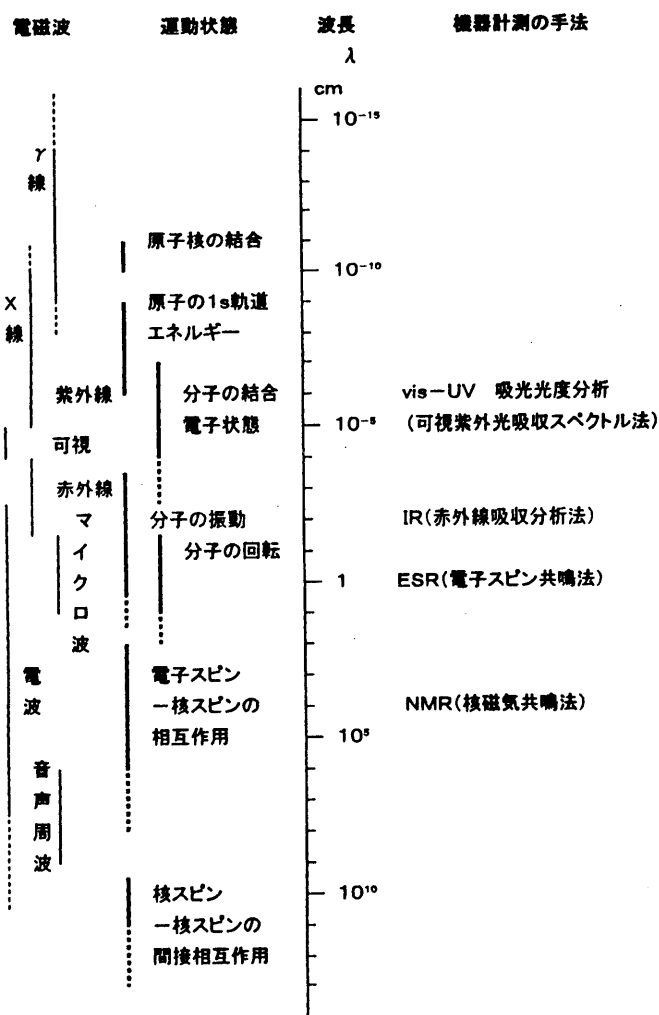 電磁波 運動状態 波長 機器計測の手法
λ
cm
10⁻¹⁵
γ線
原子核の結合
10⁻¹⁰
X線
原子の1s軌道
エネルギー
紫外線
分子の結合
電子状態
vis－UV 吸光光度分析
10⁻⁵
(可視紫外光吸収スペクトル法)
可視
赤外線
マイクロ波
分子の振動
IR(赤外線吸収分析法)
分子の回転
1
ESR(電子スピン共鳴法)
電波
電子スピン
－核スピンの
相互作用
NMR(核磁気共鳴法)
10⁵
音声周波
核スピン
－核スピンの
間接相互作用
10¹⁰